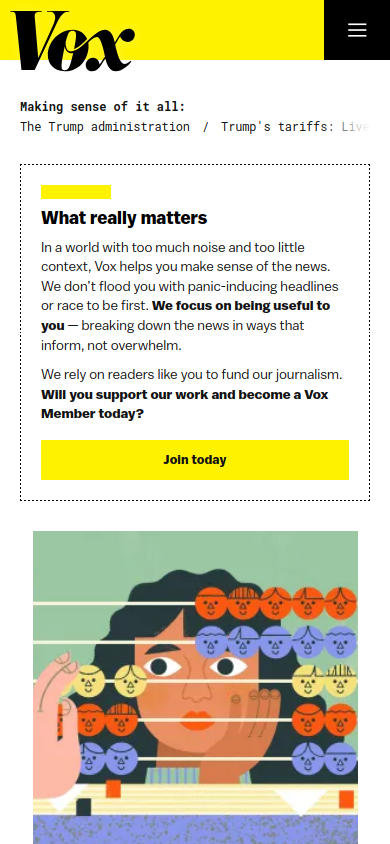 Vox
Making sense of it all:
The Trump administration / Trump's tariffs: Live
What really matters
In a world with too much noise and too little
context, Vox helps you make sense of the news.
We don't flood you with panic-inducing headlines
or race to be first. We focus on being useful to
you — breaking down the news in ways that
inform, not overwhelm.
We rely on readers like you to fund our journalism.
Will you support our work and become a Vox
Member today?
Join today